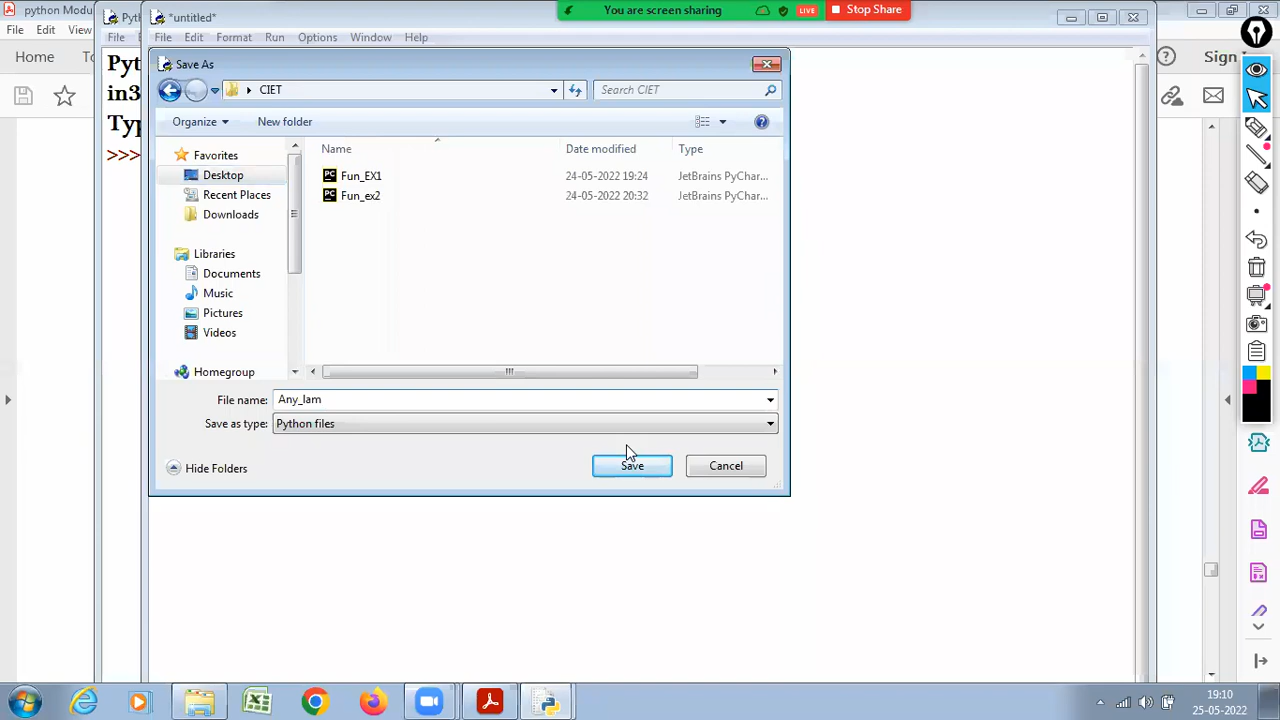 python Modu
File Edit View
Home To
Pyth
*untitled*
You are screen sharing
LIVE
Stop Share
File
File Edit Format Run Options Window Help
Sign
Pyt
in3
Typ
>>>
Save As
CIET
Search CIET
Organize New folder
Name Date modified Type
Favorites
Desktop
Recent Places
Downloads
Libraries
Documents
Music
Pictures
Videos
Homegroup
Fun_EX1 24-05-2022 19:24 JetBrains PyChar...
Fun_ex2 24-05-2022 20:32 JetBrains PyChar...
File name: Any_lam
Save as type: Python files
Hide Folders
Save Cancel
19:10
25-05-2022